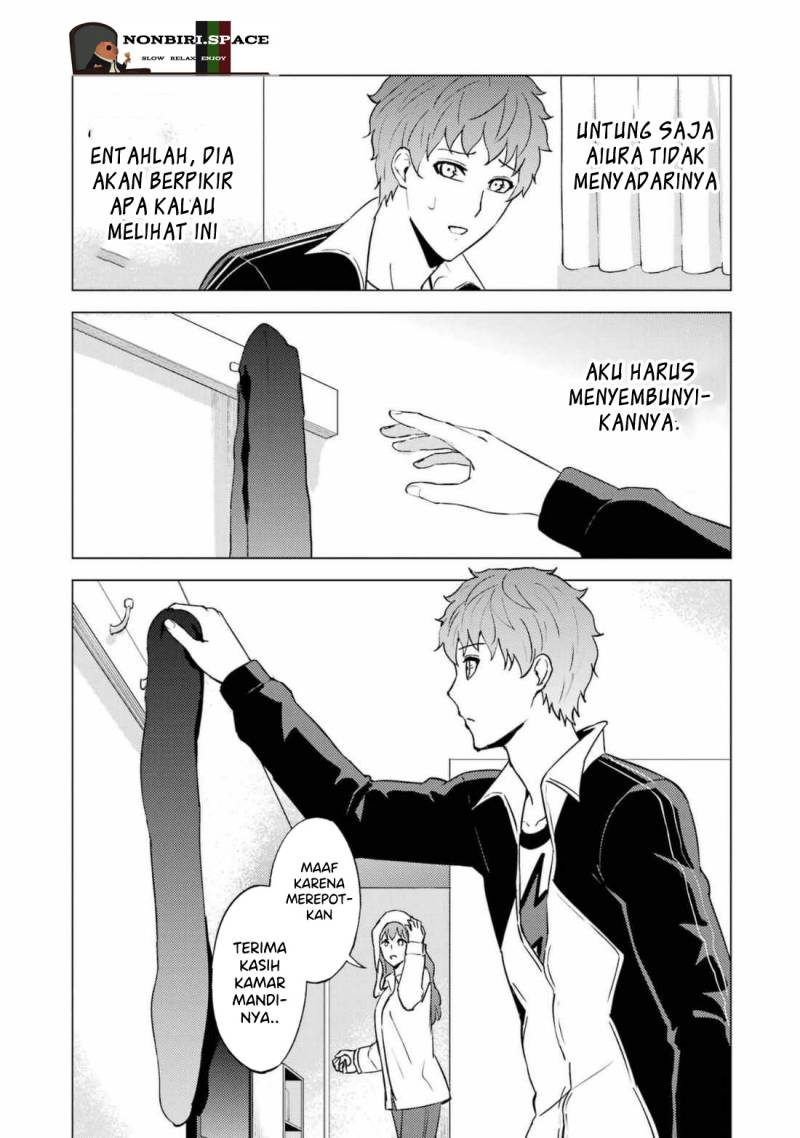 NONBIRI.SPACE
SLOW RELAX ENJOY
UNTUNG SAJA
AIURA TIDAK
MENYADARINYA
ENTAHLAH, DIA
AKAN BERPIKIR
APA KALAU
MELIHAT INI
AKU HARUS
MENYEMBUNYI-
KANNYA.
MAAF
KARENA
MEREPOT-
KAN
TERIMA
KASIH
KAMAR
MANDI-
NYA..